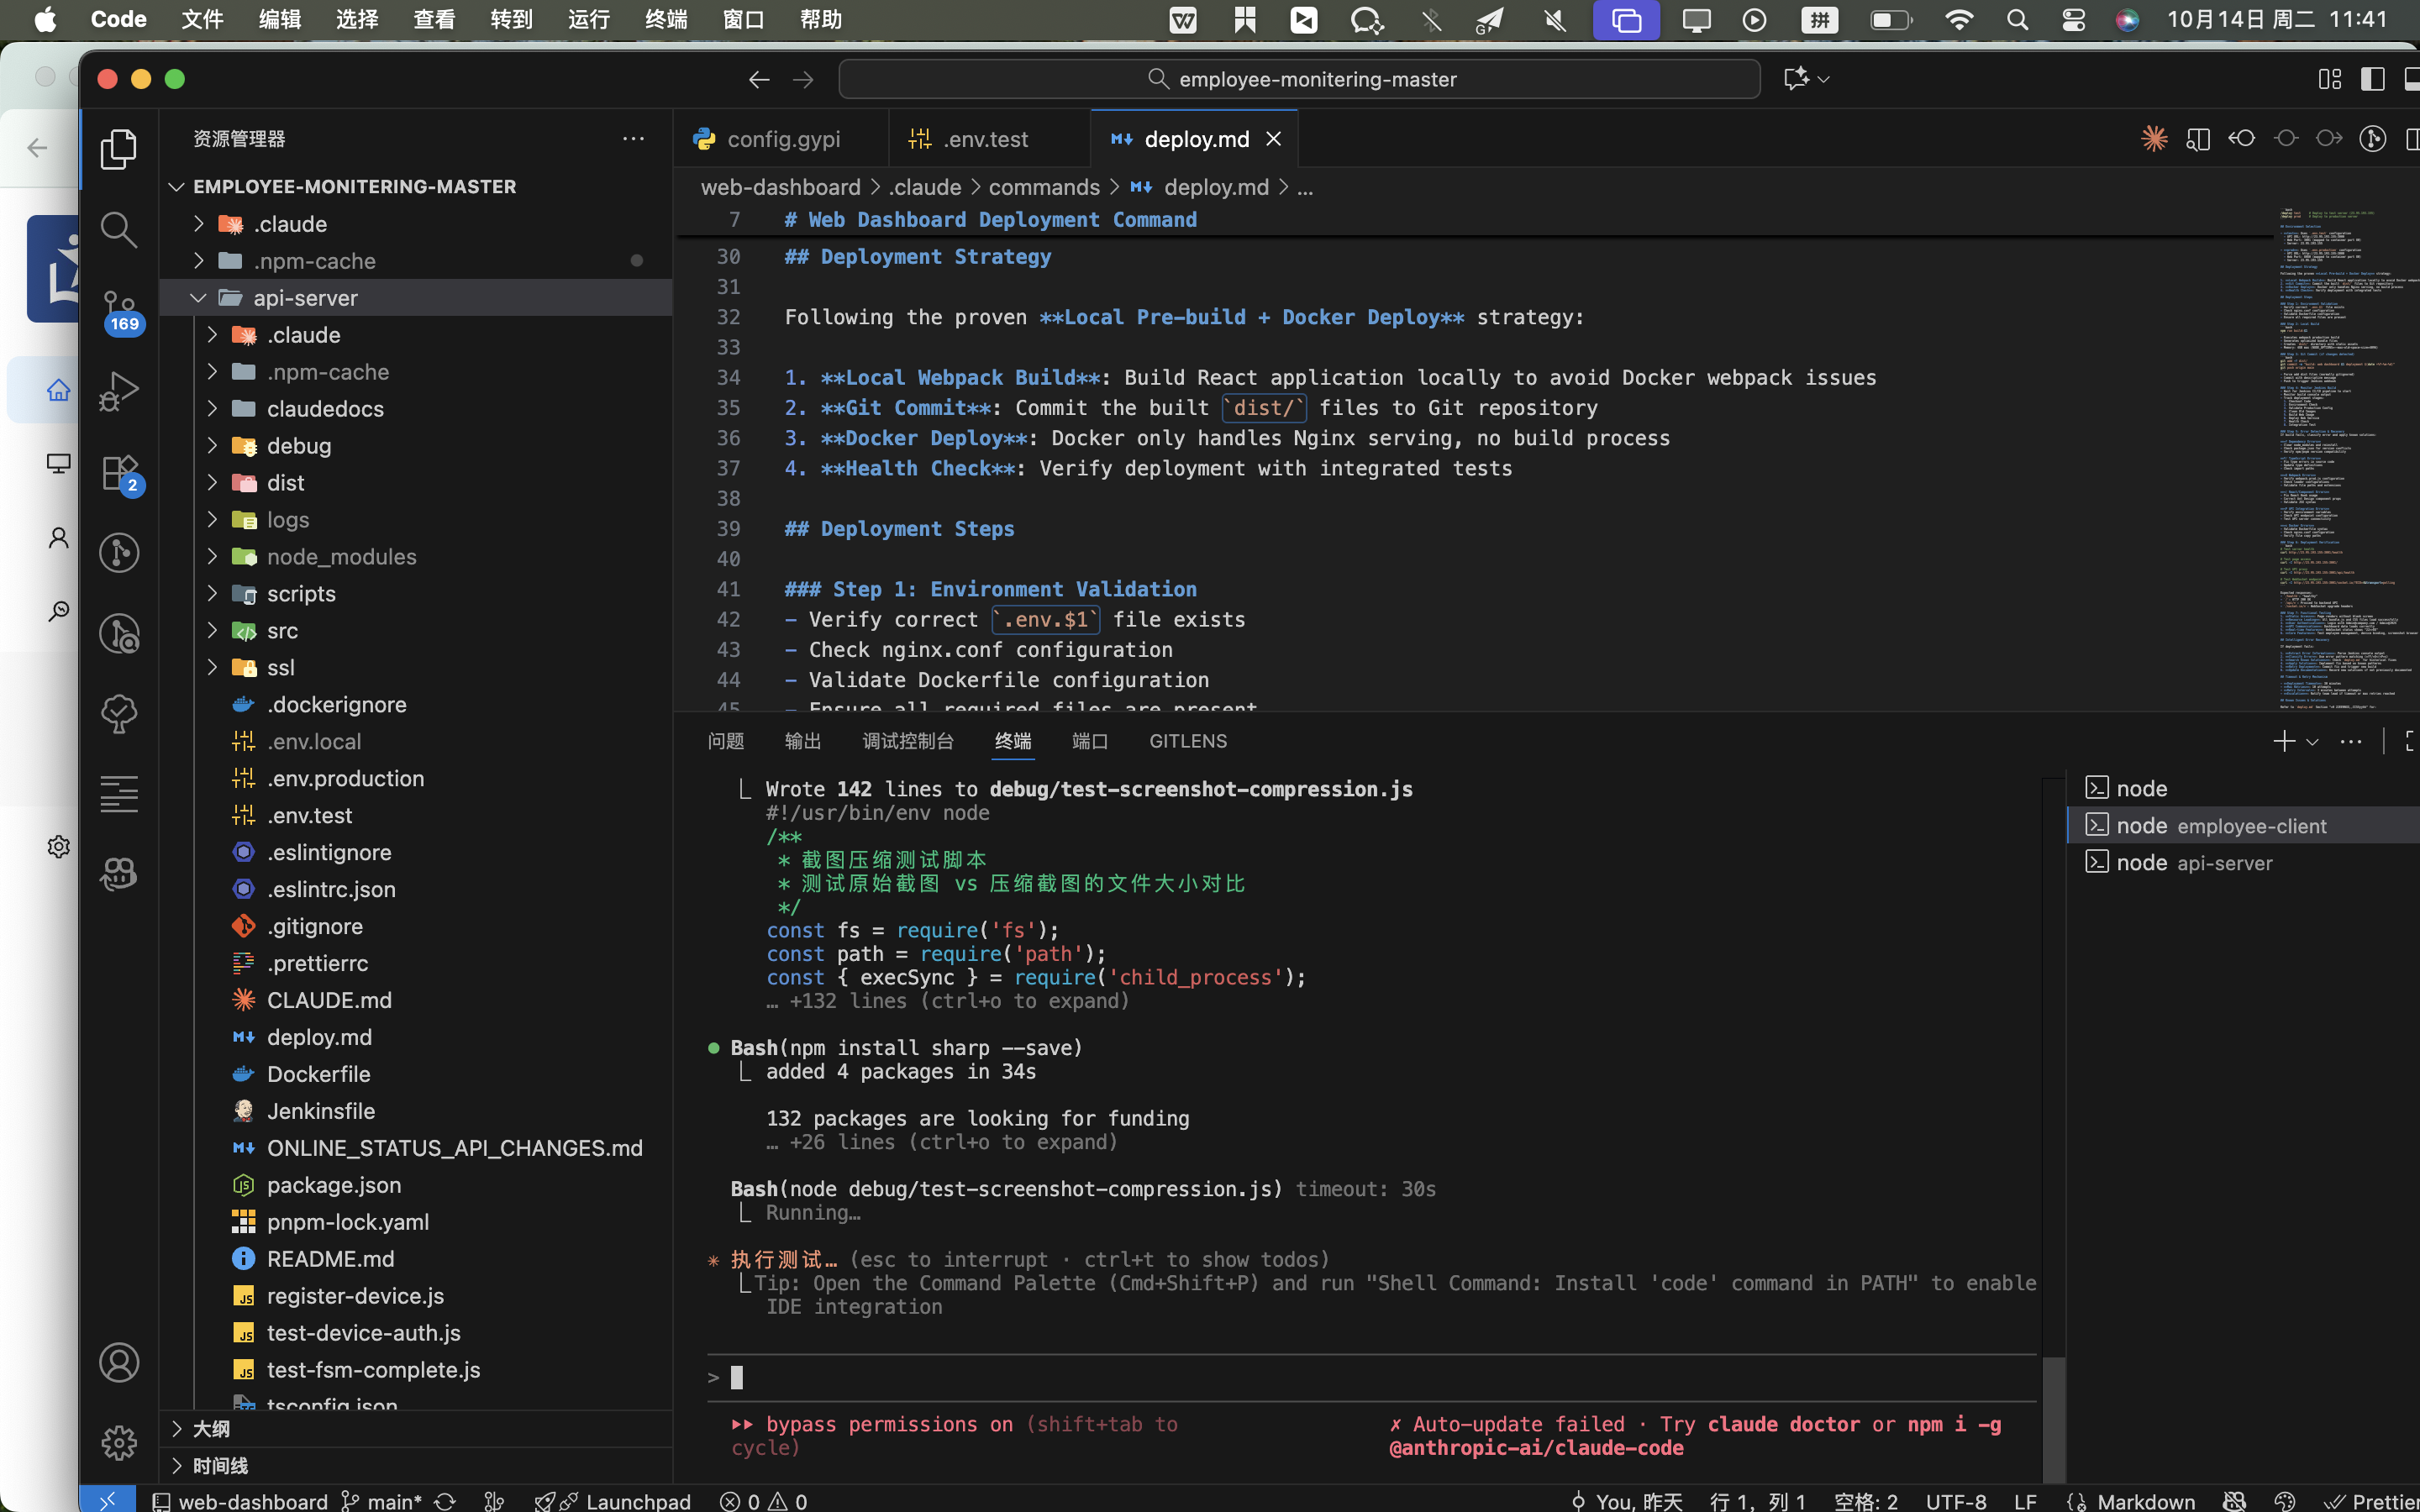 Code 文件 编辑 选择 查看 转到 运行 终端 窗口 帮助
拼 10月14日 周二 11:41
employee-monitering-master
资源管理器
config.gypi
.env.test
deploy.md
EMPLOYEE-MONITERING-MASTER
web-dashboard > .claude > commands > deploy.md > ...
.claude
.npm-cache
api-server
.claude
.npm-cache
claudedocs
debug
dist
logs
node_modules
scripts
src
ssl
.dockerignore
.env.local
.env.production
.env.test
.eslintignore
.eslintrc.json
.gitignore
.prettierrc
CLAUDE.md
deploy.md
Dockerfile
Jenkinsfile
ONLINE_STATUS_API_CHANGES.md
package.json
pnpm-lock.yaml
README.md
register-device.js
test-device-auth.js
test-fsm-complete.js
tsconfig.json
大纲
时间线
169
2
7 # Web Dashboard Deployment Command
30 ## Deployment Strategy
31
32 Following the proven **Local Pre-build + Docker Deploy** strategy:
33
34 1. **Local Webpack Build**: Build React application locally to avoid Docker webpack issues
35 2. **Git Commit**: Commit the built `dist/` files to Git repository
36 3. **Docker Deploy**: Docker only handles Nginx serving, no build process
37 4. **Health Check**: Verify deployment with integrated tests
38
39 ## Deployment Steps
40
41 ### Step 1: Environment Validation
42 - Verify correct `.env.$1` file exists
43 - Check nginx.conf configuration
44 - Validate Dockerfile configuration
45 - Ensure all required files are present
问题 输出 调试控制台 终端 端口 GITLENS
Wrote 142 lines to debug/test-screenshot-compression.js
#!/usr/bin/env node
/**
* 截图压缩测试脚本
* 测试原始截图 vs 压缩截图的文件大小对比
*/
const fs = require('fs');
const path = require('path');
const { execSync } = require('child_process');
… +132 lines (ctrl+o to expand)
Bash(npm install sharp --save)
added 4 packages in 34s
132 packages are looking for funding
… +26 lines (ctrl+o to expand)
Bash(node debug/test-screenshot-compression.js) timeout: 30s
Running…
执行测试… (esc to interrupt · ctrl+t to show todos)
Tip: Open the Command Palette (Cmd+Shift+P) and run "Shell Command: Install 'code' command in PATH" to enable
IDE integration
>
bypass permissions on (shift+tab to
cycle)
✗ Auto-update failed · Try claude doctor or npm i -g
@anthropic-ai/claude-code
node
node employee-client
node api-server
web-dashboard main* Launchpad 0 0 You, 昨天 行 1，列 1 空格: 2 UTF-8 LF Markdown Prettier